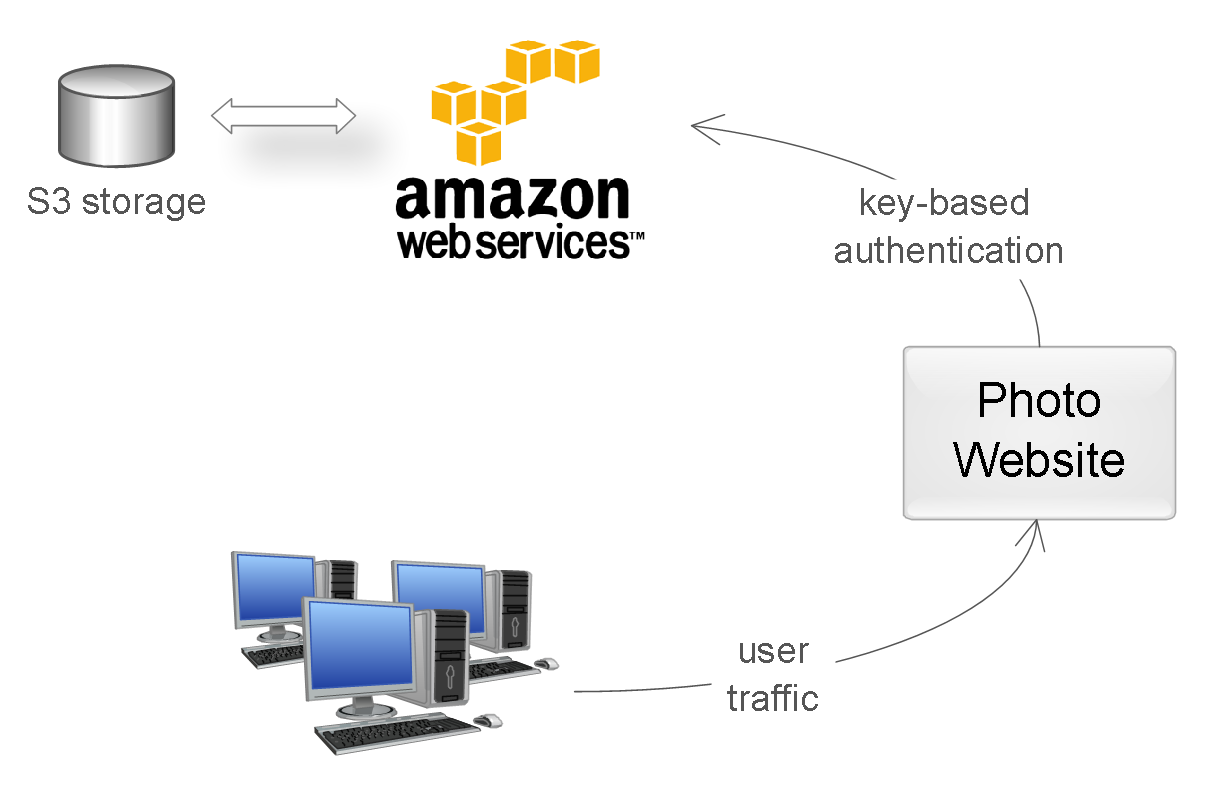 S3 storage
amazon
web services™
key-based
authentication
Photo
Website
user
traffic